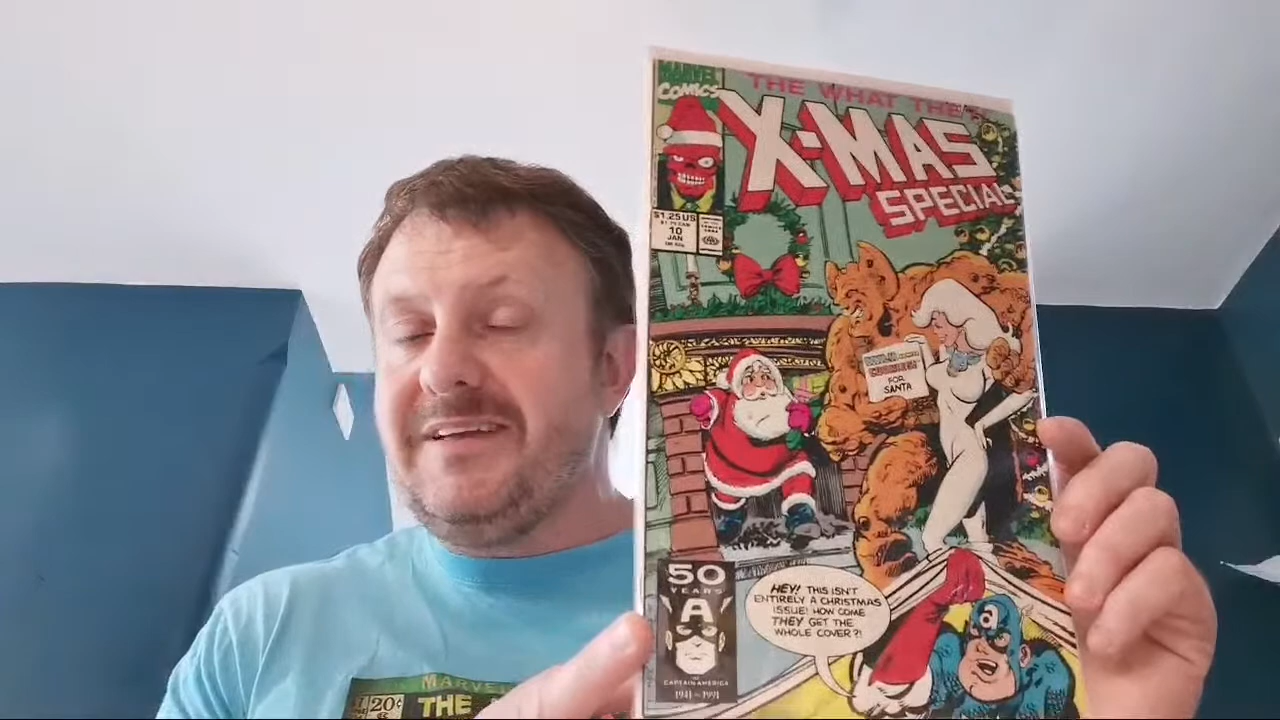 MARVEL
COMICS
THE WHAT THE
X-MAS
SPECIAL
$1.25 US
10
JAN
FOR
SANTA
50
YEARS
A
CAPTAIN AMERICA
1941-1991
HEY! THIS ISN'T
ENTIRELY A CHRISTMAS
ISSUE! HOW COME
THEY GET THE
WHOLE COVER?!
MARVEL
20¢
THE